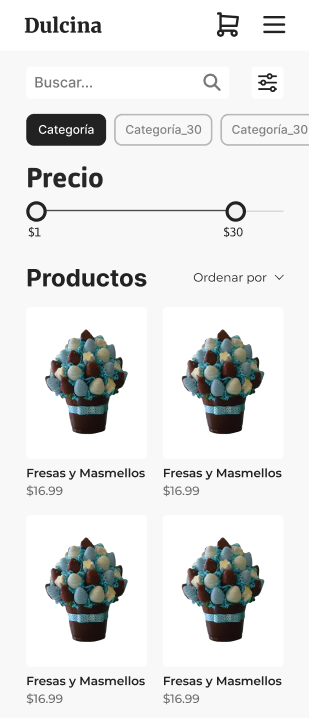 Dulcina
Buscar...
Categoría Categoría_30 Categoría_30
Precio
$1 $30
Productos Ordenar por
Fresas y Masmellos Fresas y Masmellos
$16.99 $16.99
Fresas y Masmellos Fresas y Masmellos
$16.99 $16.99